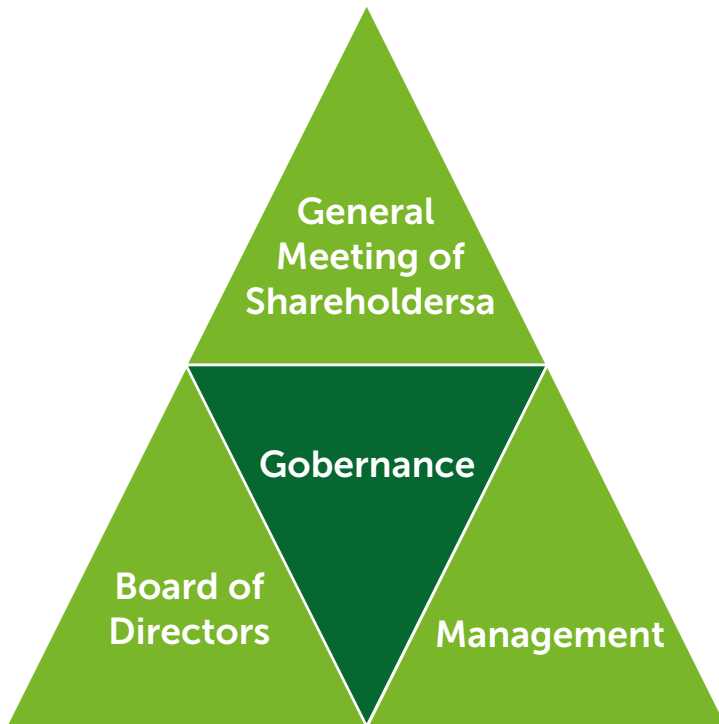 General
Meeting of
Shareholdersa
Gobernance
Board of
Directors
Management